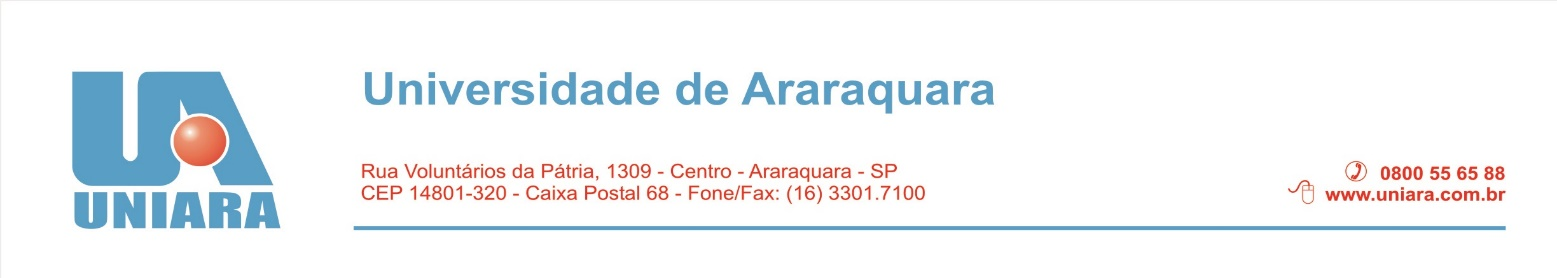 Universidade de Araraquara
Rua Voluntários da Pátria, 1309 - Centro - Araraquara - SP
CEP 14801-320 - Caixa Postal 68 - Fone/Fax: (16) 3301.7100
0800 55 65 88
www.uniara.com.br
UA
UNIARA